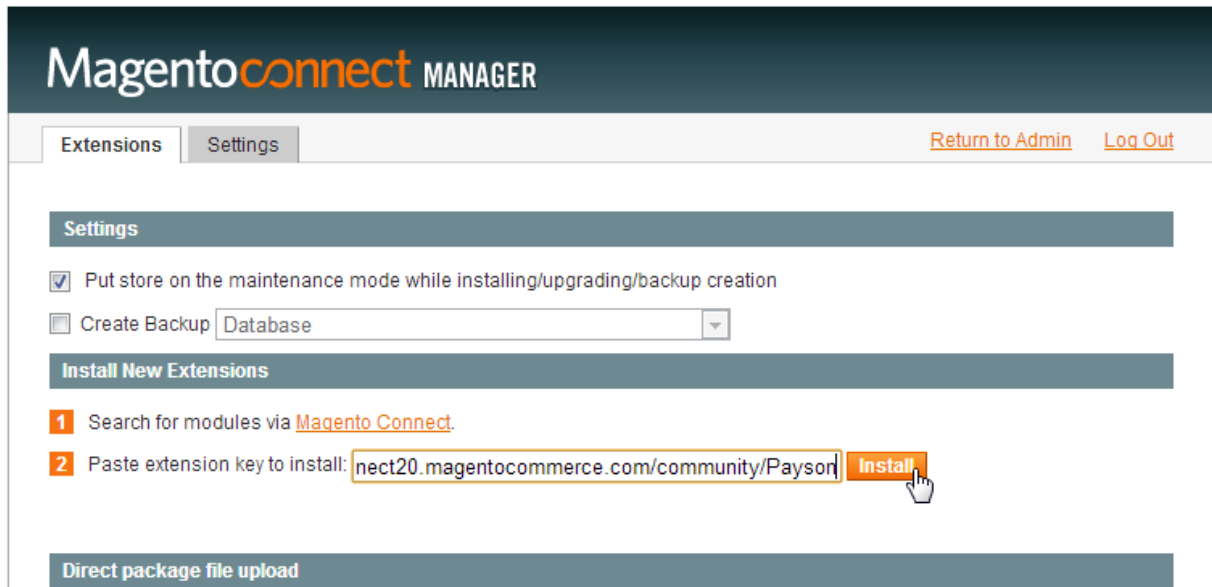 Magentoconnect MANAGER
Extensions Settings Return to Admin Log Out
Settings
Put store on the maintenance mode while installing/upgrading/backup creation
Create Backup Database
Install New Extensions
1 Search for modules via Magento Connect.
2 Paste extension key to install: nect20.magentocommerce.com/community/Payson Install
Direct package file upload